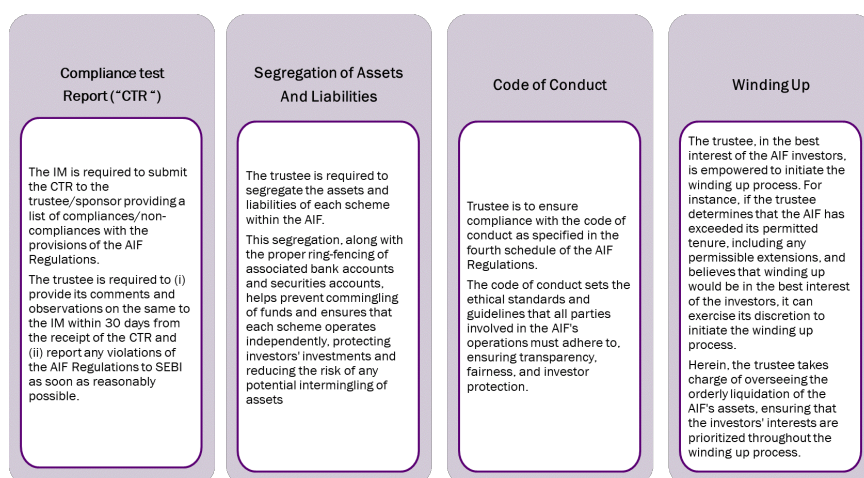 Compliance test
Report (“CTR “)
The IM is required to submit
the CTR to the
trustee/sponsor providing a
list of compliances/non-
compliances with the
provisions of the AIF
Regulations.
The trustee is required to (i)
provide its comments and
observations on the same to
the IM within 30 days from
the receipt of the CTR and
(ii) report any violations of
the AIF Regulations to SEBI
as soon as reasonably
possible.
Segregation of Assets
And Liabilities
The trustee is required to
segregate the assets and
liabilities of each scheme
within the AIF.
This segregation, along with
the proper ring-fencing of
associated bank accounts
and securities accounts,
helps prevent commingling
of funds and ensures that
each scheme operates
independently, protecting
investors' investments and
reducing the risk of any
potential intermingling of
assets
Code of Conduct
Trustee is to ensure
compliance with the code of
conduct as specified in the
fourth schedule of the AIF
Regulations.
The code of conduct sets the
ethical standards and
guidelines that all parties
involved in the AIF's
operations must adhere to,
ensuring transparency,
fairness, and investor
protection.
Winding Up
The trustee, in the best
interest of the AIF investors,
is empowered to initiate the
winding up process. For
instance, if the trustee
determines that the AIF has
exceeded its permitted
tenure, including any
permissible extensions, and
believes that winding up
would be in the best interest
of the investors, it can
exercise its discretion to
initiate the winding up
process.
Herein, the trustee takes
charge of overseeing the
orderly liquidation of the
AIF's assets, ensuring that
the investors' interests are
prioritized throughout the
winding up process.